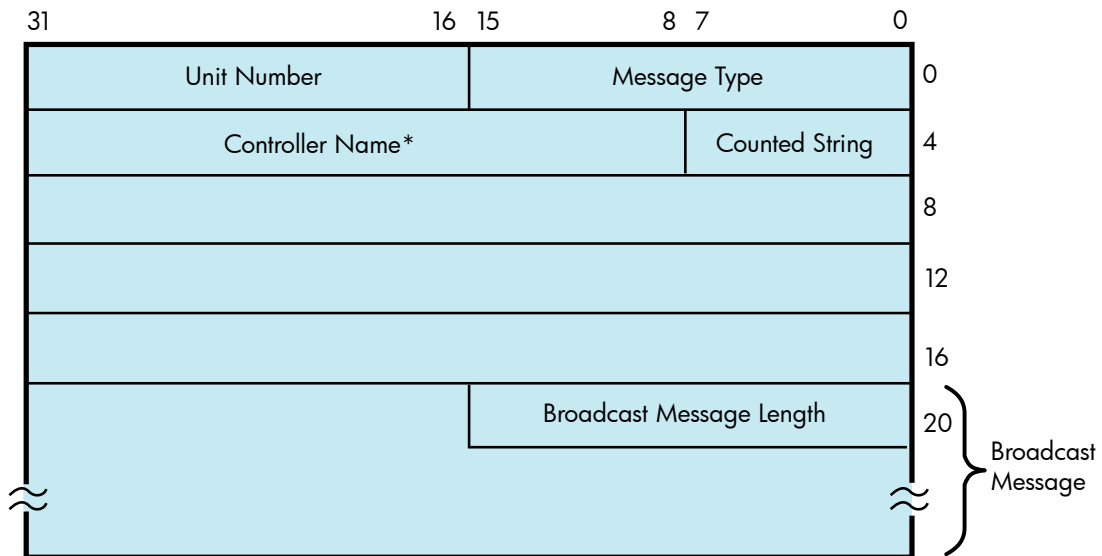 31 16 15 8 7 0
Unit Number Message Type 0
Controller Name* Counted String 4
8
12
16
Broadcast Message Length 20
Broadcast
Message